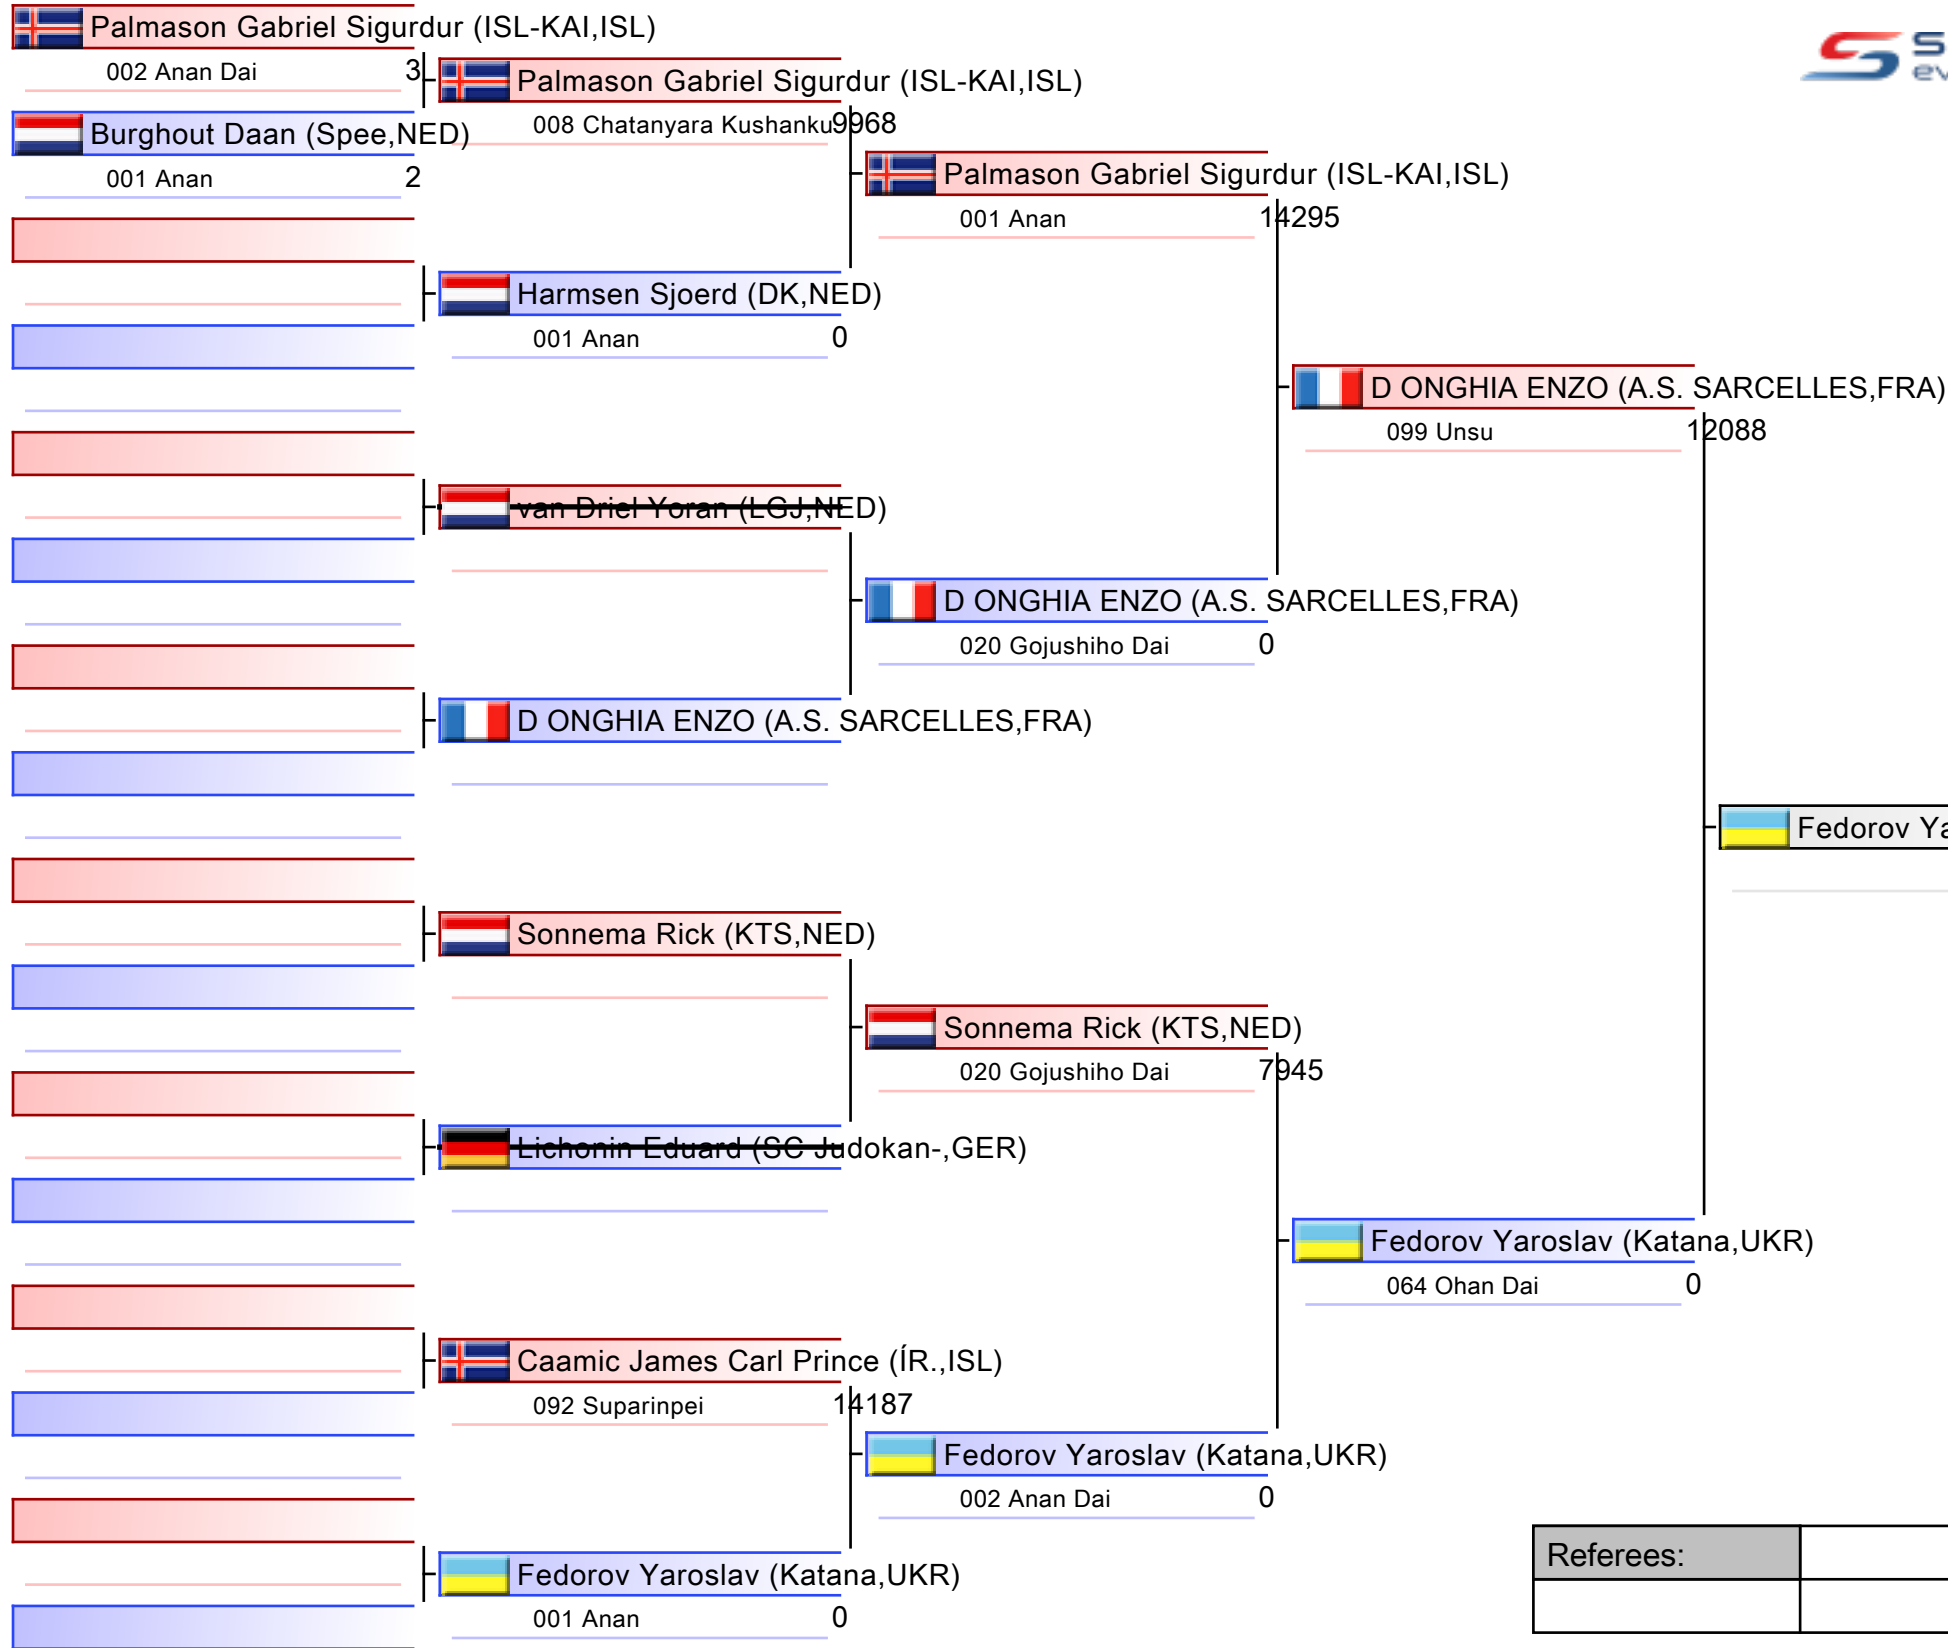 Palmason Gabriel Sigurdur (ISL-KAI,ISL)
002 Anan Dai 3
Burghout Daan (Spee,NED)
001 Anan 2
Palmason Gabriel Sigurdur (ISL-KAI,ISL)
008 Chatanyara Kushanku 9968
Harmsen Sjoerd (DK,NED)
001 Anan 0
van Driel Yoran (LGJ,NED)
D ONGHIA ENZO (A.S. SARCELLES,FRA)
Sonnema Rick (KTS,NED)
Lichonin Eduard (SC Judokan-,GER)
Caamic James Carl Prince (ÍR.,ISL)
092 Suparinpei 14187
Fedorov Yaroslav (Katana,UKR)
001 Anan 0
Palmason Gabriel Sigurdur (ISL-KAI,ISL)
001 Anan 14295
D ONGHIA ENZO (A.S. SARCELLES,FRA)
020 Gojushiho Dai 0
Sonnema Rick (KTS,NED)
020 Gojushiho Dai 7945
Fedorov Yaroslav (Katana,UKR)
002 Anan Dai 0
D ONGHIA ENZO (A.S. SARCELLES,FRA)
099 Unsu 12088
Fedorov Yaroslav (Katana,UKR)
064 Ohan Dai 0
Fedorov Ya
Referees: